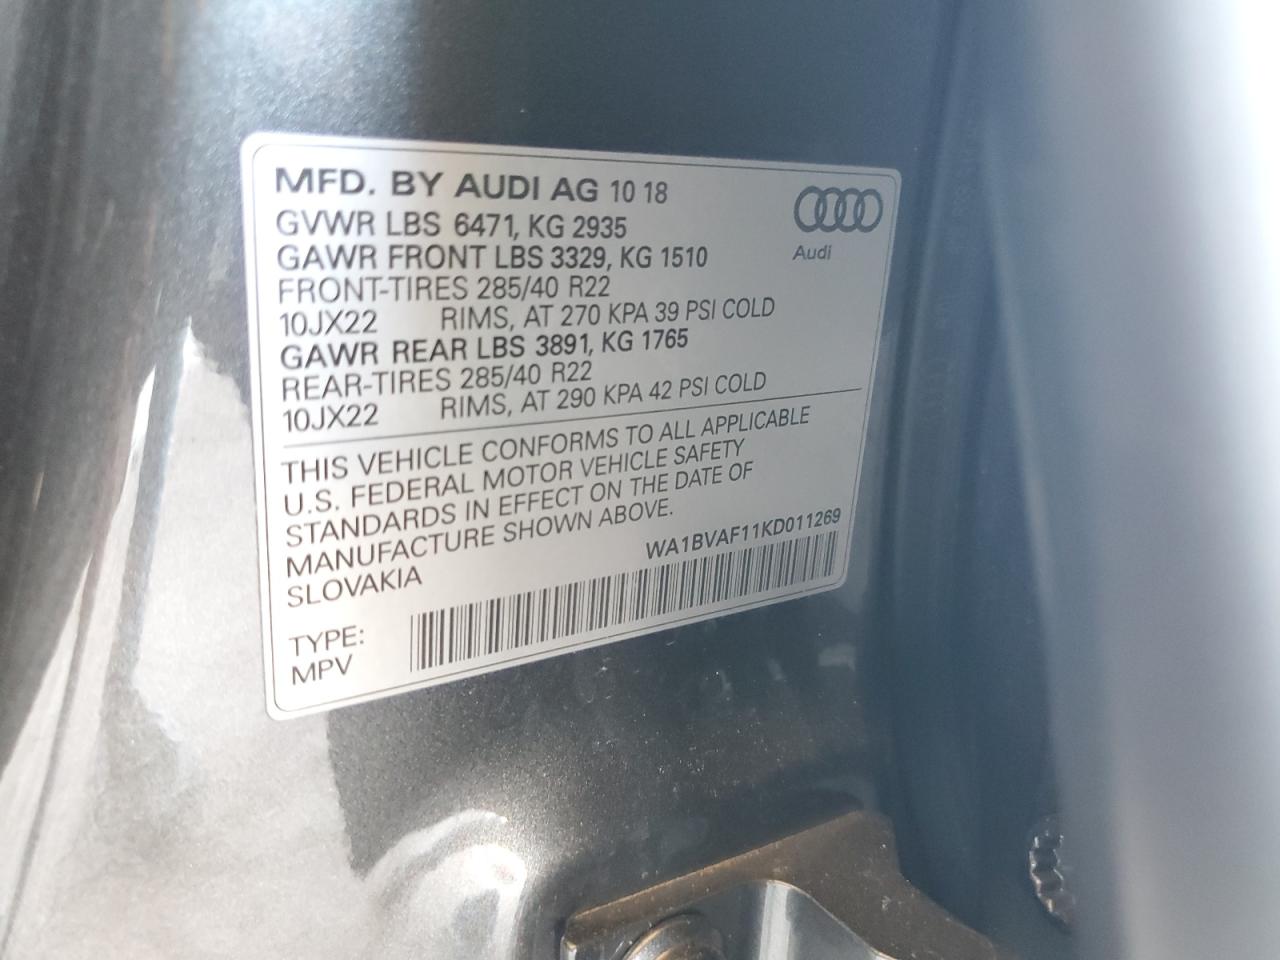 MFD. BY AUDI AG 10 18
GVWR LBS 6471, KG 2935
GAWR FRONT LBS 3329, KG 1510
FRONT-TIRES 285/40 R22
10JX22 RIMS, AT 270 KPA 39 PSI COLD
GAWR REAR LBS 3891, KG 1765
REAR-TIRES 285/40 R22
10JX22 RIMS, AT 290 KPA 42 PSI COLD
Audi
THIS VEHICLE CONFORMS TO ALL APPLICABLE
U.S. FEDERAL MOTOR VEHICLE SAFETY
STANDARDS IN EFFECT ON THE DATE OF
MANUFACTURE SHOWN ABOVE.
SLOVAKIA
WA1BVAF11KD011269
TYPE:
MPV